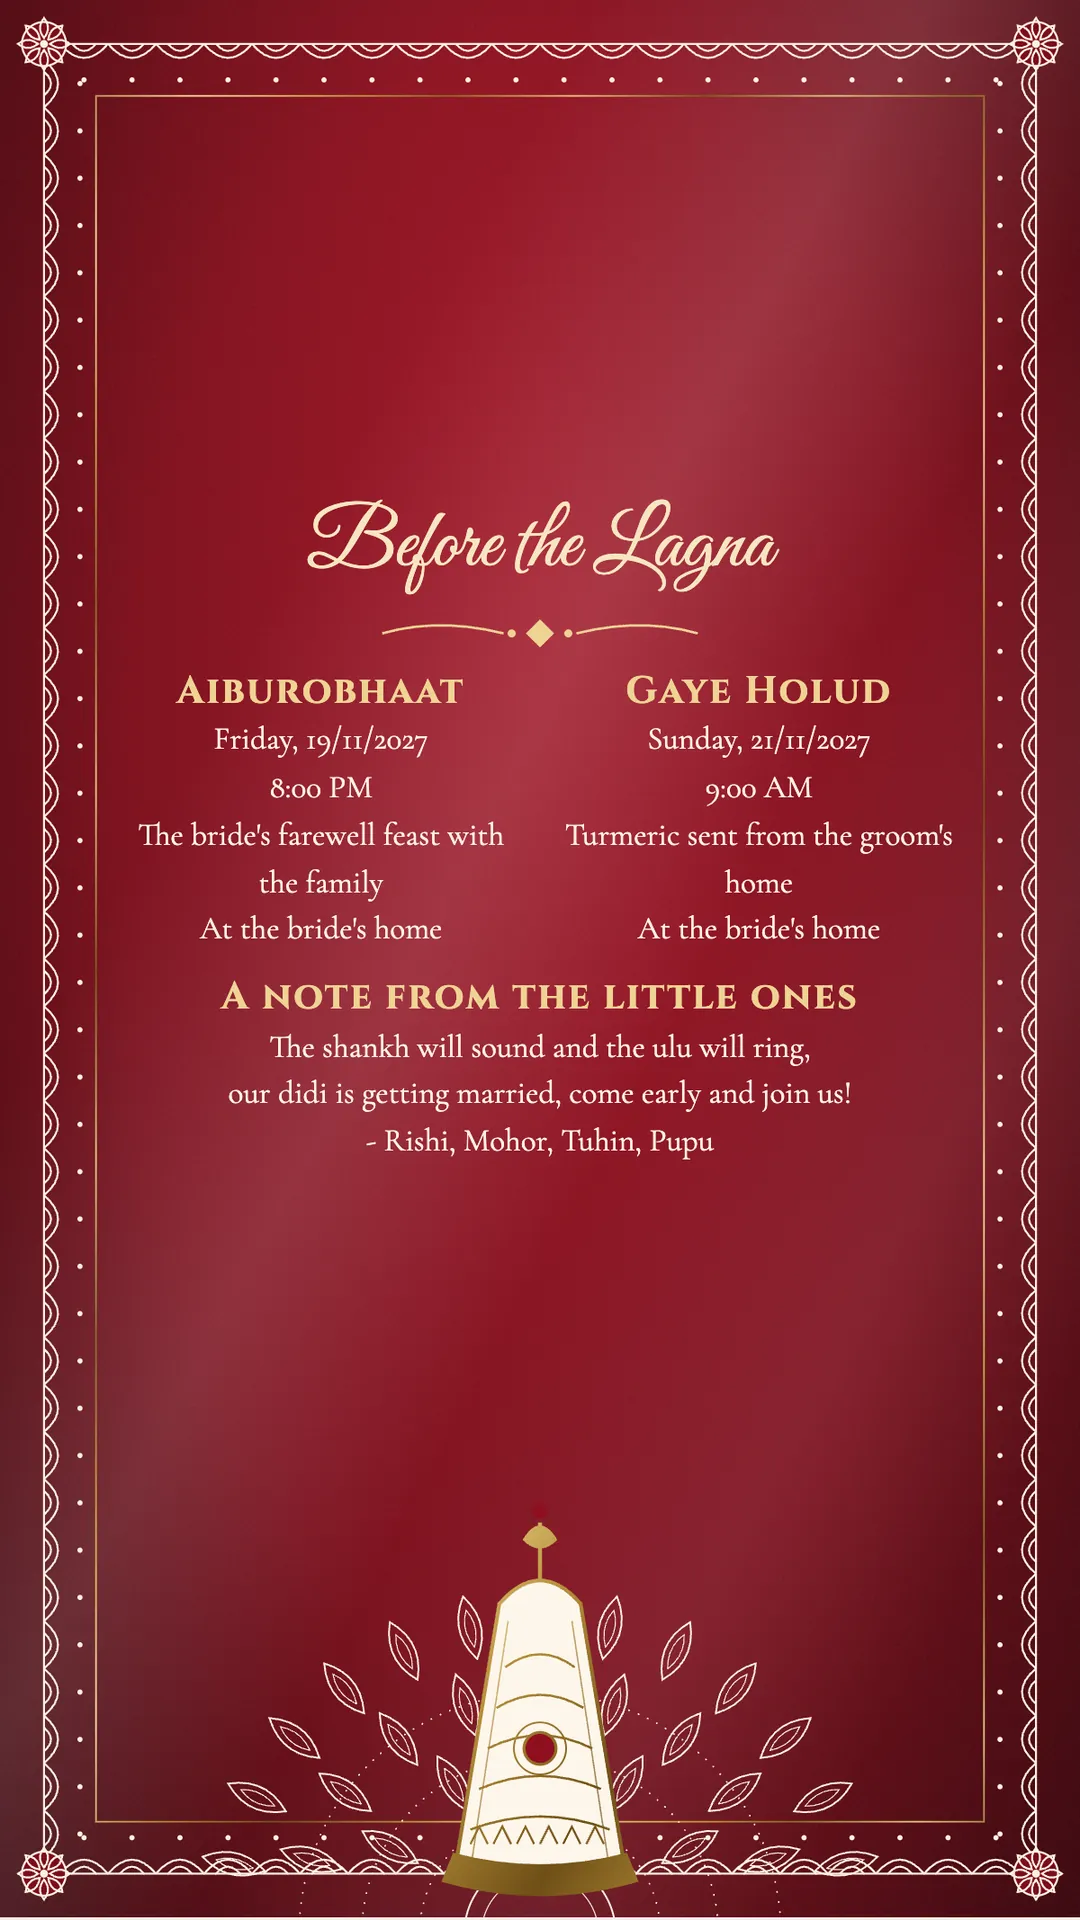 Before the Lagna
Aiburobhaat
Friday, 19/11/2027
8:00 PM
The bride's farewell feast with
the family
At the bride's home
Gaye Holud
Sunday, 21/11/2027
9:00 AM
Turmeric sent from the groom's
home
At the bride's home
A note from the little ones
The shankh will sound and the ulu will ring,
our didi is getting married, come early and join us!
- Rishi, Mohor, Tuhin, Pupu